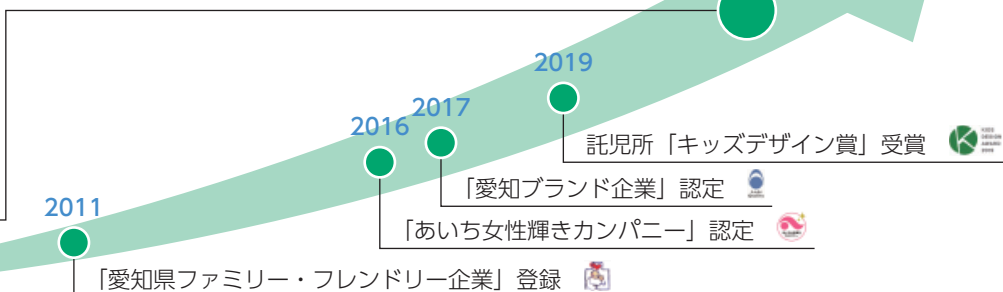 2019
託児所「キッズデザイン賞」受賞
2017
「愛知ブランド企業」認定
2016
「あいち女性輝きカンパニー」認定
2011
「愛知県ファミリー・フレンドリー企業」登録